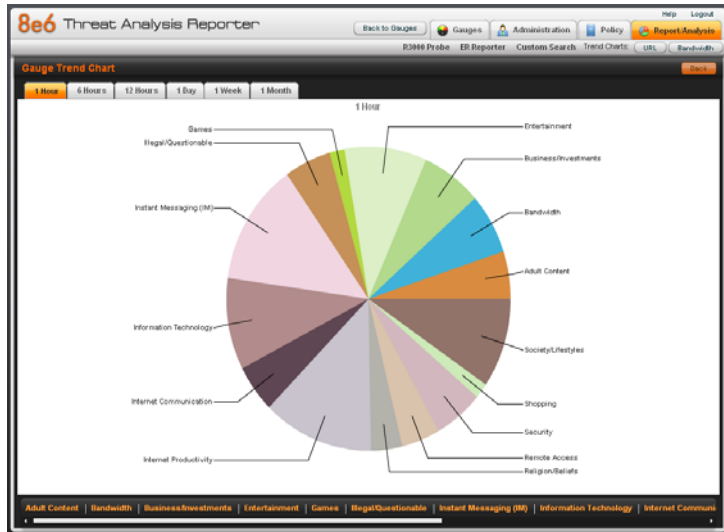 Help Logout
8e6 Threat Analysis Reporter
Back to Gauges Gauges Administration Policy Report/Analysis
R3000 Probe ER Reporter Custom Search Trend Charts: URL Bandwidth
Gauge Trend Chart Back
1 Hour 6 Hours 12 Hours 1 Day 1 Week 1 Month
1 Hour
Games Entertainment
Illegal/Questionable
Business/Investments
Instant Messaging (IM)
Bandwidth
Adult Content
Information Technology
Society/Lifestyles
Internet Communication
Shopping
Security
Internet Productivity Remote Access
Religion/Beliefs
Adult Content | Bandwidth | Business/Investments | Entertainment | Games | Illegal/Questionable | Instant Messaging (IM) | Information Technology | Internet Communi